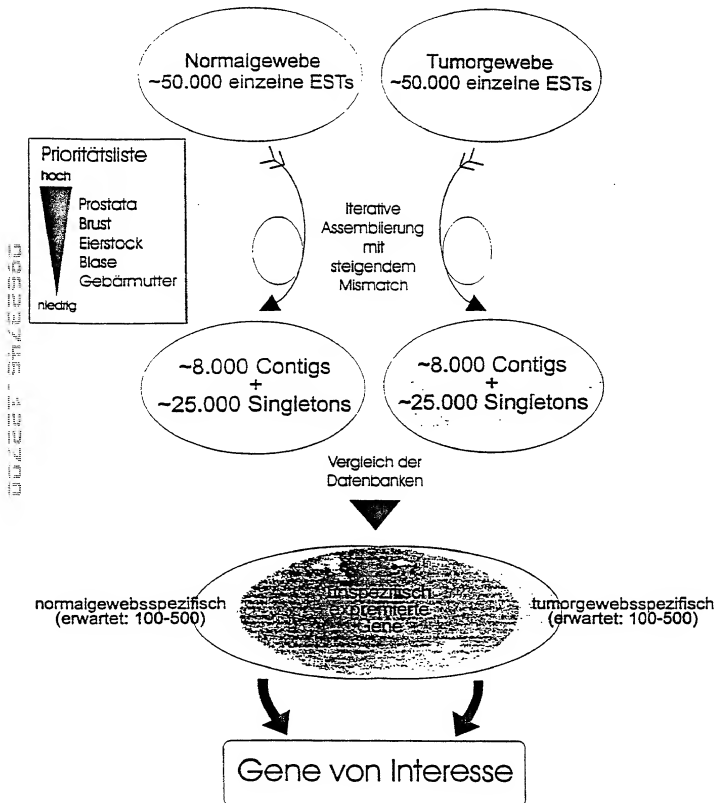 Normalgewebe
~50.000 einzelne ESTs
Tumorgewebe
~50.000 einzelne ESTs
Prioritätsliste
hoch
Prostata
Brust
Eierstock
Blase
Gebärmutter
niedrig
Iterative
Assemblierung
mit
steigendem
Mismatch
~8.000 Contigs
+
~25.000 Singletons
~8.000 Contigs
+
~25.000 Singletons
Vergleich der
Datenbanken
normalgewebsspezifisch
(erwartet: 100-500)
unspezifisch
expremierte
Gene
tumorgewebsspezifisch
(erwartet: 100-500)
Gene von Interesse